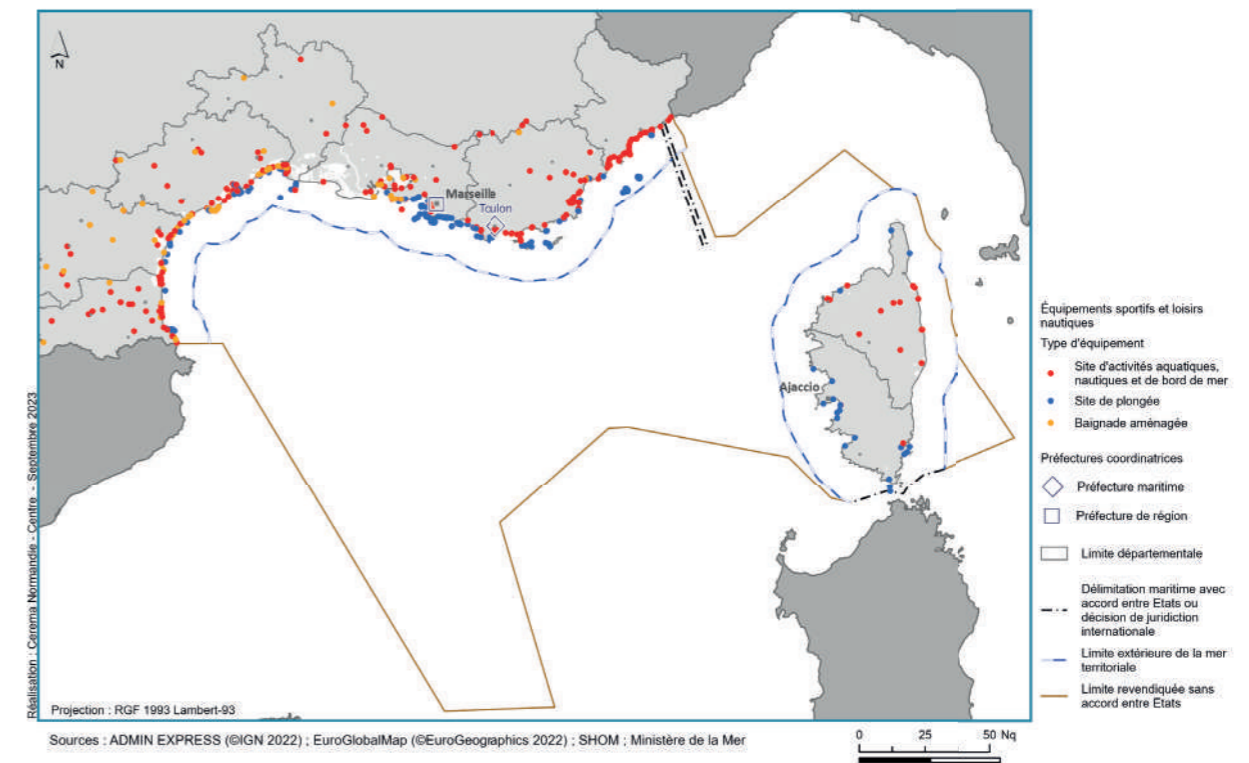 N
Marseille
Toulon
Ajaccio
Réalisation : Cerema Normandie - Centre - Septembre 2023
Projection : RGF 1993 Lambert-93
Sources : ADMIN EXPRESS (©IGN 2022) ; EuroGlobalMap (©EuroGeographics 2022) ; SHOM ; Ministère de la Mer
Équipements sportifs et loisirs
nautiques
Type d'équipement
Site d'activités aquatiques,
nautiques et de bord de mer
Site de plongée
Baignade aménagée
Préfectures coordinatrices
Préfecture maritime
Préfecture de région
Limite départementale
Délimitation maritime avec
accord entre Etats ou
décision de juridiction
internationale
Limite extérieure de la mer
territoriale
Limite revendiquée sans
accord entre Etats
0 25 50 Nq